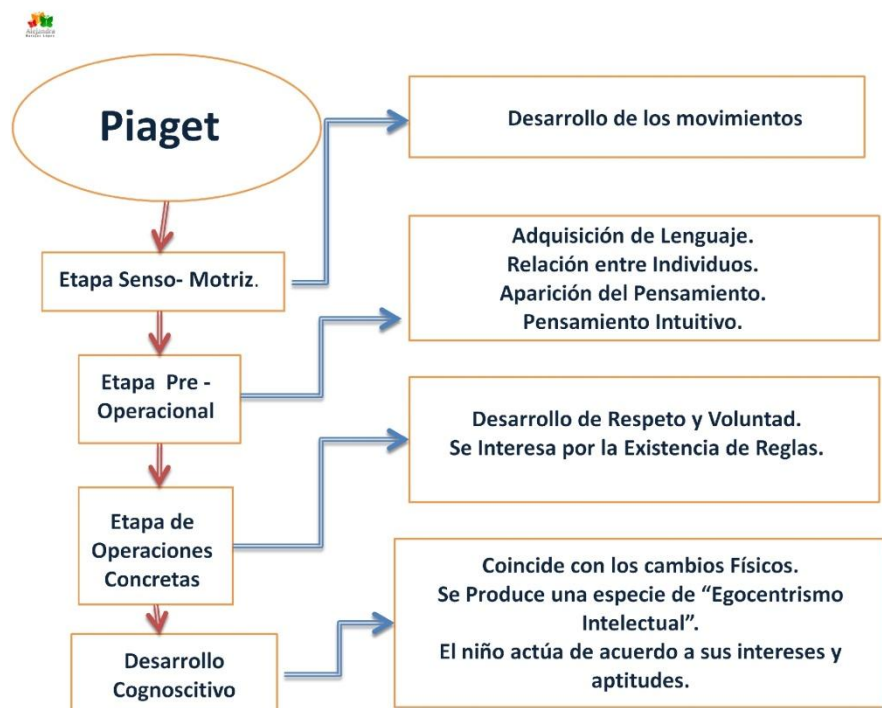 Alejandra
Piaget
Desarrollo de los movimientos
Etapa Senso- Motriz.
Adquisición de Lenguaje.
Relación entre Individuos.
Aparición del Pensamiento.
Pensamiento Intuitivo.
Etapa Pre -
Operacional
Desarrollo de Respeto y Voluntad.
Se Interesa por la Existencia de Reglas.
Etapa de
Operaciones
Concretas
Coincide con los cambios Físicos.
Se Produce una especie de “Egocentrismo
Intelectual”.
El niño actúa de acuerdo a sus intereses y
aptitudes.
Desarrollo
Cognoscitivo